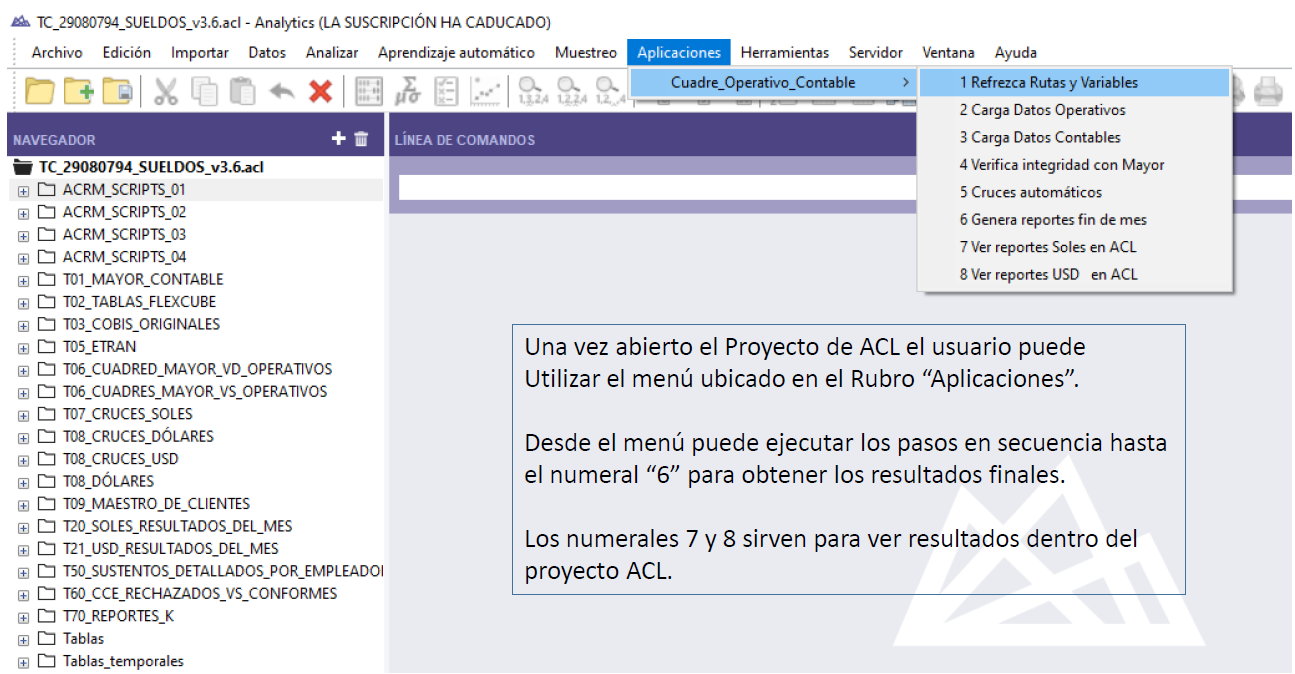 TC_29080794_SUELDOS_v3.6.acl - Analytics (LA SUSCRIPCIÓN HA CADUCADO)
Archivo Edición Importar Datos Analizar Aprendizaje automático Muestreo Aplicaciones Herramientas Servidor Ventana Ayuda
Cuadre_Operativo_Contable
1 Refrezca Rutas y Variables
2 Carga Datos Operativos
3 Carga Datos Contables
4 Verifica integridad con Mayor
5 Cruces automáticos
6 Genera reportes fin de mes
7 Ver reportes Soles en ACL
8 Ver reportes USD en ACL
NAVEGADOR
LÍNEA DE COMANDOS
TC_29080794_SUELDOS_v3.6.acl
ACRM_SCRIPTS_01
ACRM_SCRIPTS_02
ACRM_SCRIPTS_03
ACRM_SCRIPTS_04
T01_MAYOR_CONTABLE
T02_TABLAS_FLEXCUBE
T03_COBIS_ORIGINALES
T05_ETRAN
T06_CUADRED_MAYOR_VD_OPERATIVOS
T06_CUADRES_MAYOR_VS_OPERATIVOS
T07_CRUCES_SOLES
T08_CRUCES_DÓLARES
T08_CRUCES_USD
T08_DÓLARES
T09_MAESTRO_DE_CLIENTES
T20_SOLES_RESULTADOS_DEL_MES
T21_USD_RESULTADOS_DEL_MES
T50_SUSTENTOS_DETALLADOS_POR_EMPLEADO
T60_CCE_RECHAZADOS_VS_CONFORMES
T70_REPORTES_K
Tablas
Tablas_temporales
Una vez abierto el Proyecto de ACL el usuario puede
Utilizar el menú ubicado en el Rubro “Aplicaciones”.
Desde el menú puede ejecutar los pasos en secuencia hasta
el numeral “6” para obtener los resultados finales.
Los numerales 7 y 8 sirven para ver resultados dentro del
proyecto ACL.